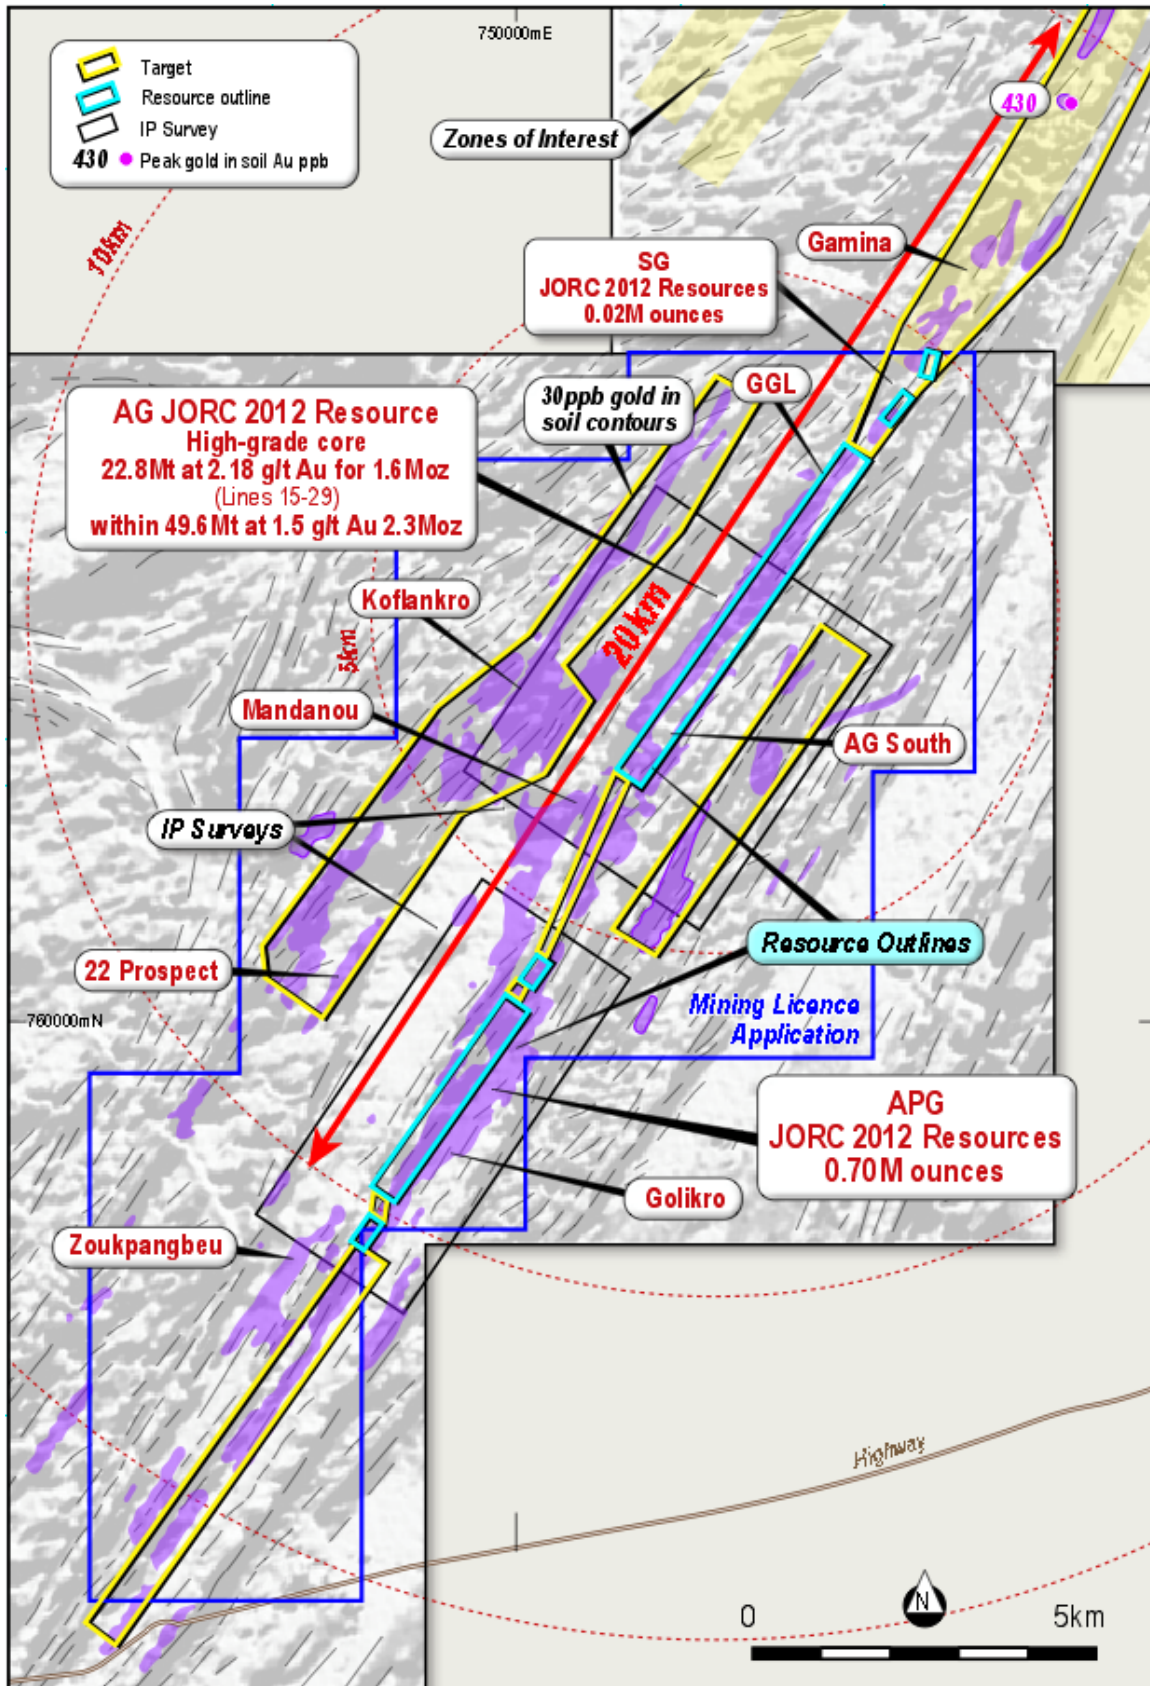 750000mE
Target
Resource outline
IP Survey
430 Peak gold in soil Au ppb
430
Zones of Interest
10km
Gamina
SG
JORC 2012 Resources
0.02M ounces
30ppb gold in
soil contours
GGL
AG JORC 2012 Resource
High-grade core
22.8Mt at 2.18 g/t Au for 1.6Moz
(Lines 15-29)
within 49.6Mt at 1.5 g/t Au 2.3Moz
Koflankro
20km
5km
Mandanou
AG South
IP Surveys
22 Prospect
Resource Outlines
760000mN
Mining Licence
Application
APG
JORC 2012 Resources
0.70M ounces
Golikro
Zoukpangbeu
Highway
N
0 5km